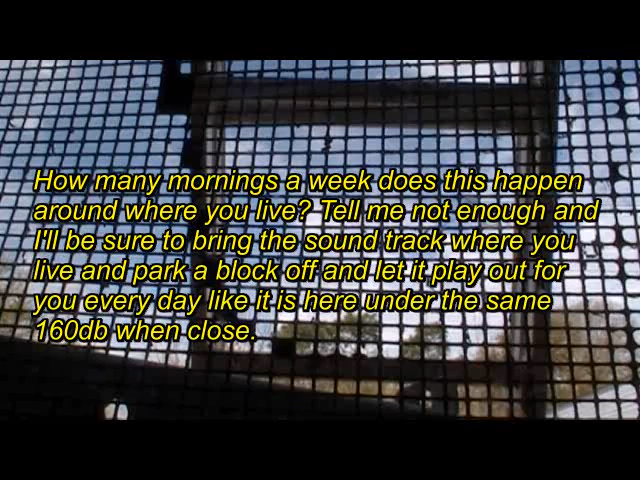 How many mornings a week does this happen
around where you live? Tell me not enough and
I'll be sure to bring the sound track where you
live and park a block off and let it play out for
you every day like it is here under the same
160db when close.